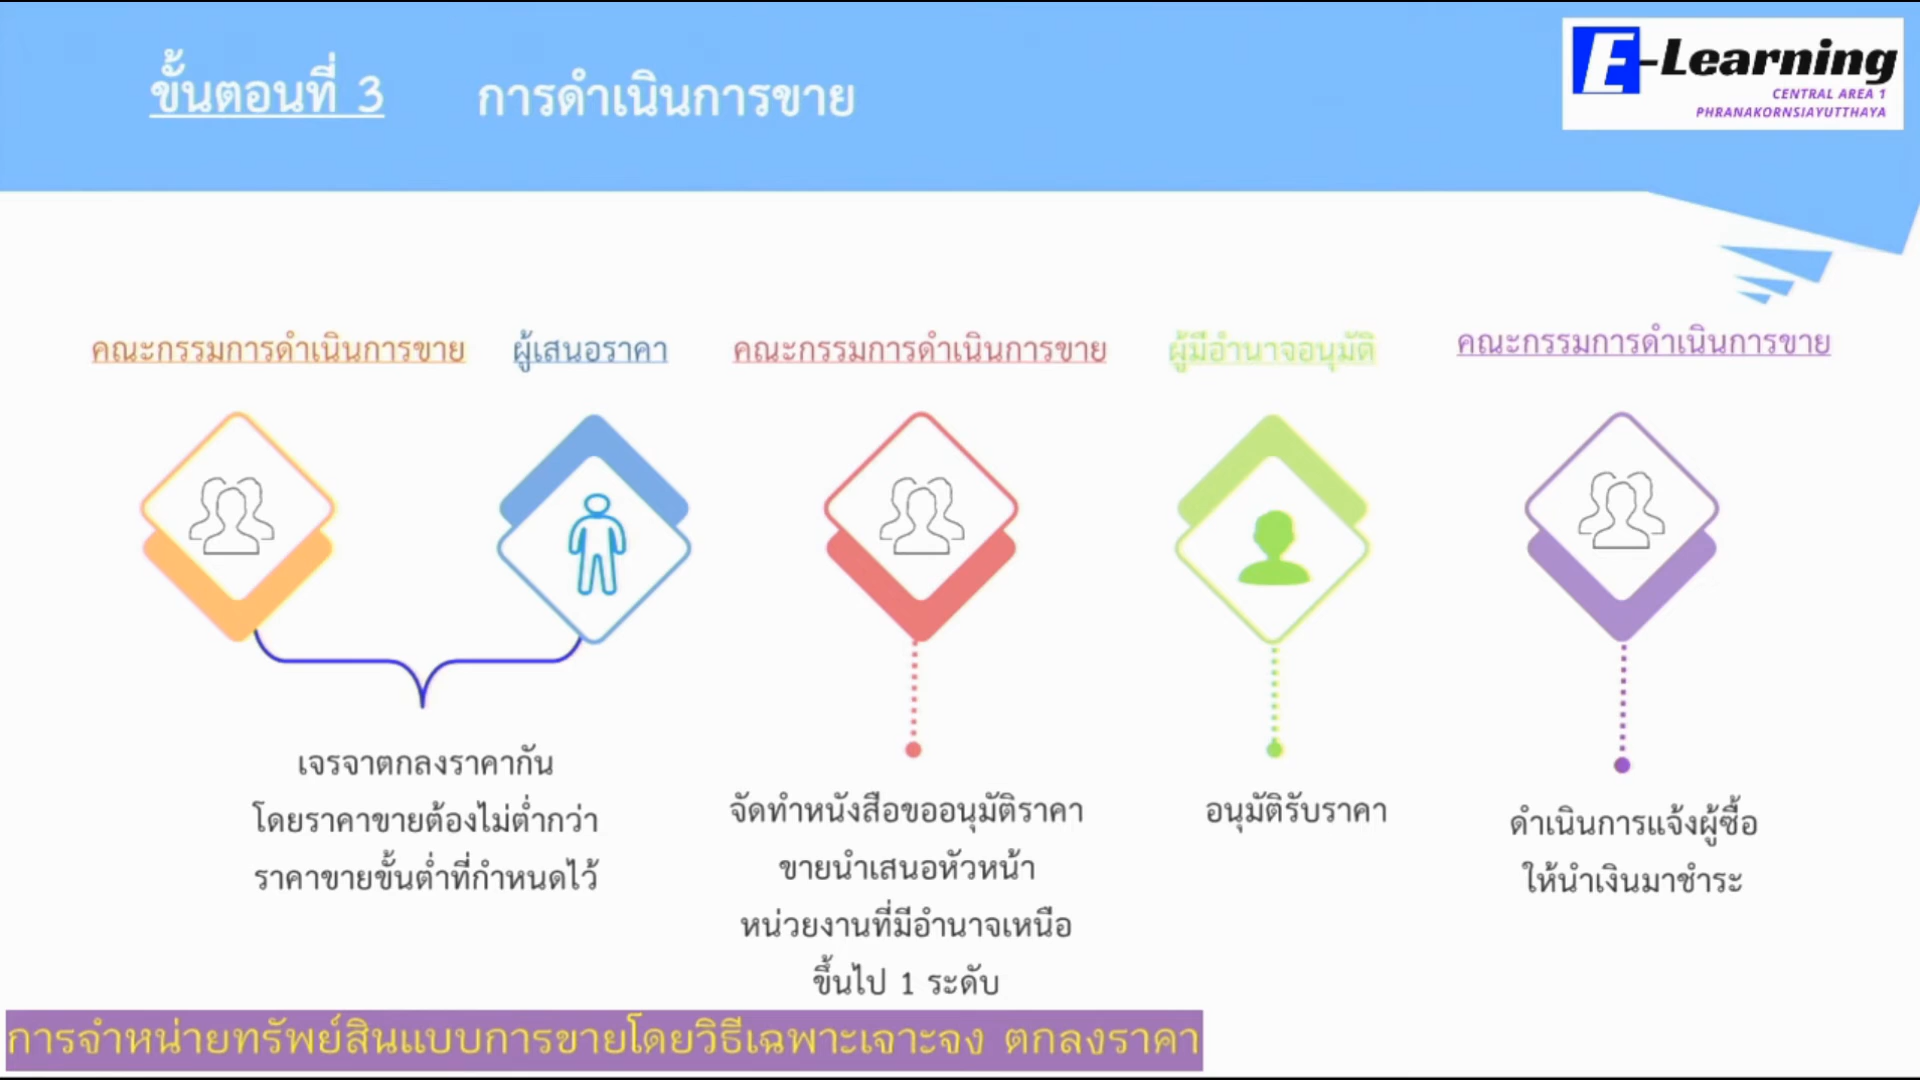 ขั้นตอนที่ 3 การดำเนินการขาย
E-Learning
CENTRAL AREA 1
PHRANAKORNSIAYUTTHAYA
คณะกรรมการดำเนินการขาย
ผู้เสนอราคา
คณะกรรมการดำเนินการขาย
ผู้มีอำนาจอนุมัติ
คณะกรรมการดำเนินการขาย
เจรจาตกลงราคากัน
โดยราคาขายต้องไม่ต่ำกว่า
ราคาขายขั้นต่ำที่กำหนดไว้
จัดทำหนังสือขออนุมัติราคา
ขายนำเสนอหัวหน้า
หน่วยงานที่มีอำนาจเหนือ
ขึ้นไป 1 ระดับ
อนุมัติรับราคา
ดำเนินการแจ้งผู้ซื้อ
ให้นำเงินมาชำระ
การจำหน่ายทรัพย์สินแบบการขายโดยวิธีเฉพาะเจาะจง ตกลงราคา